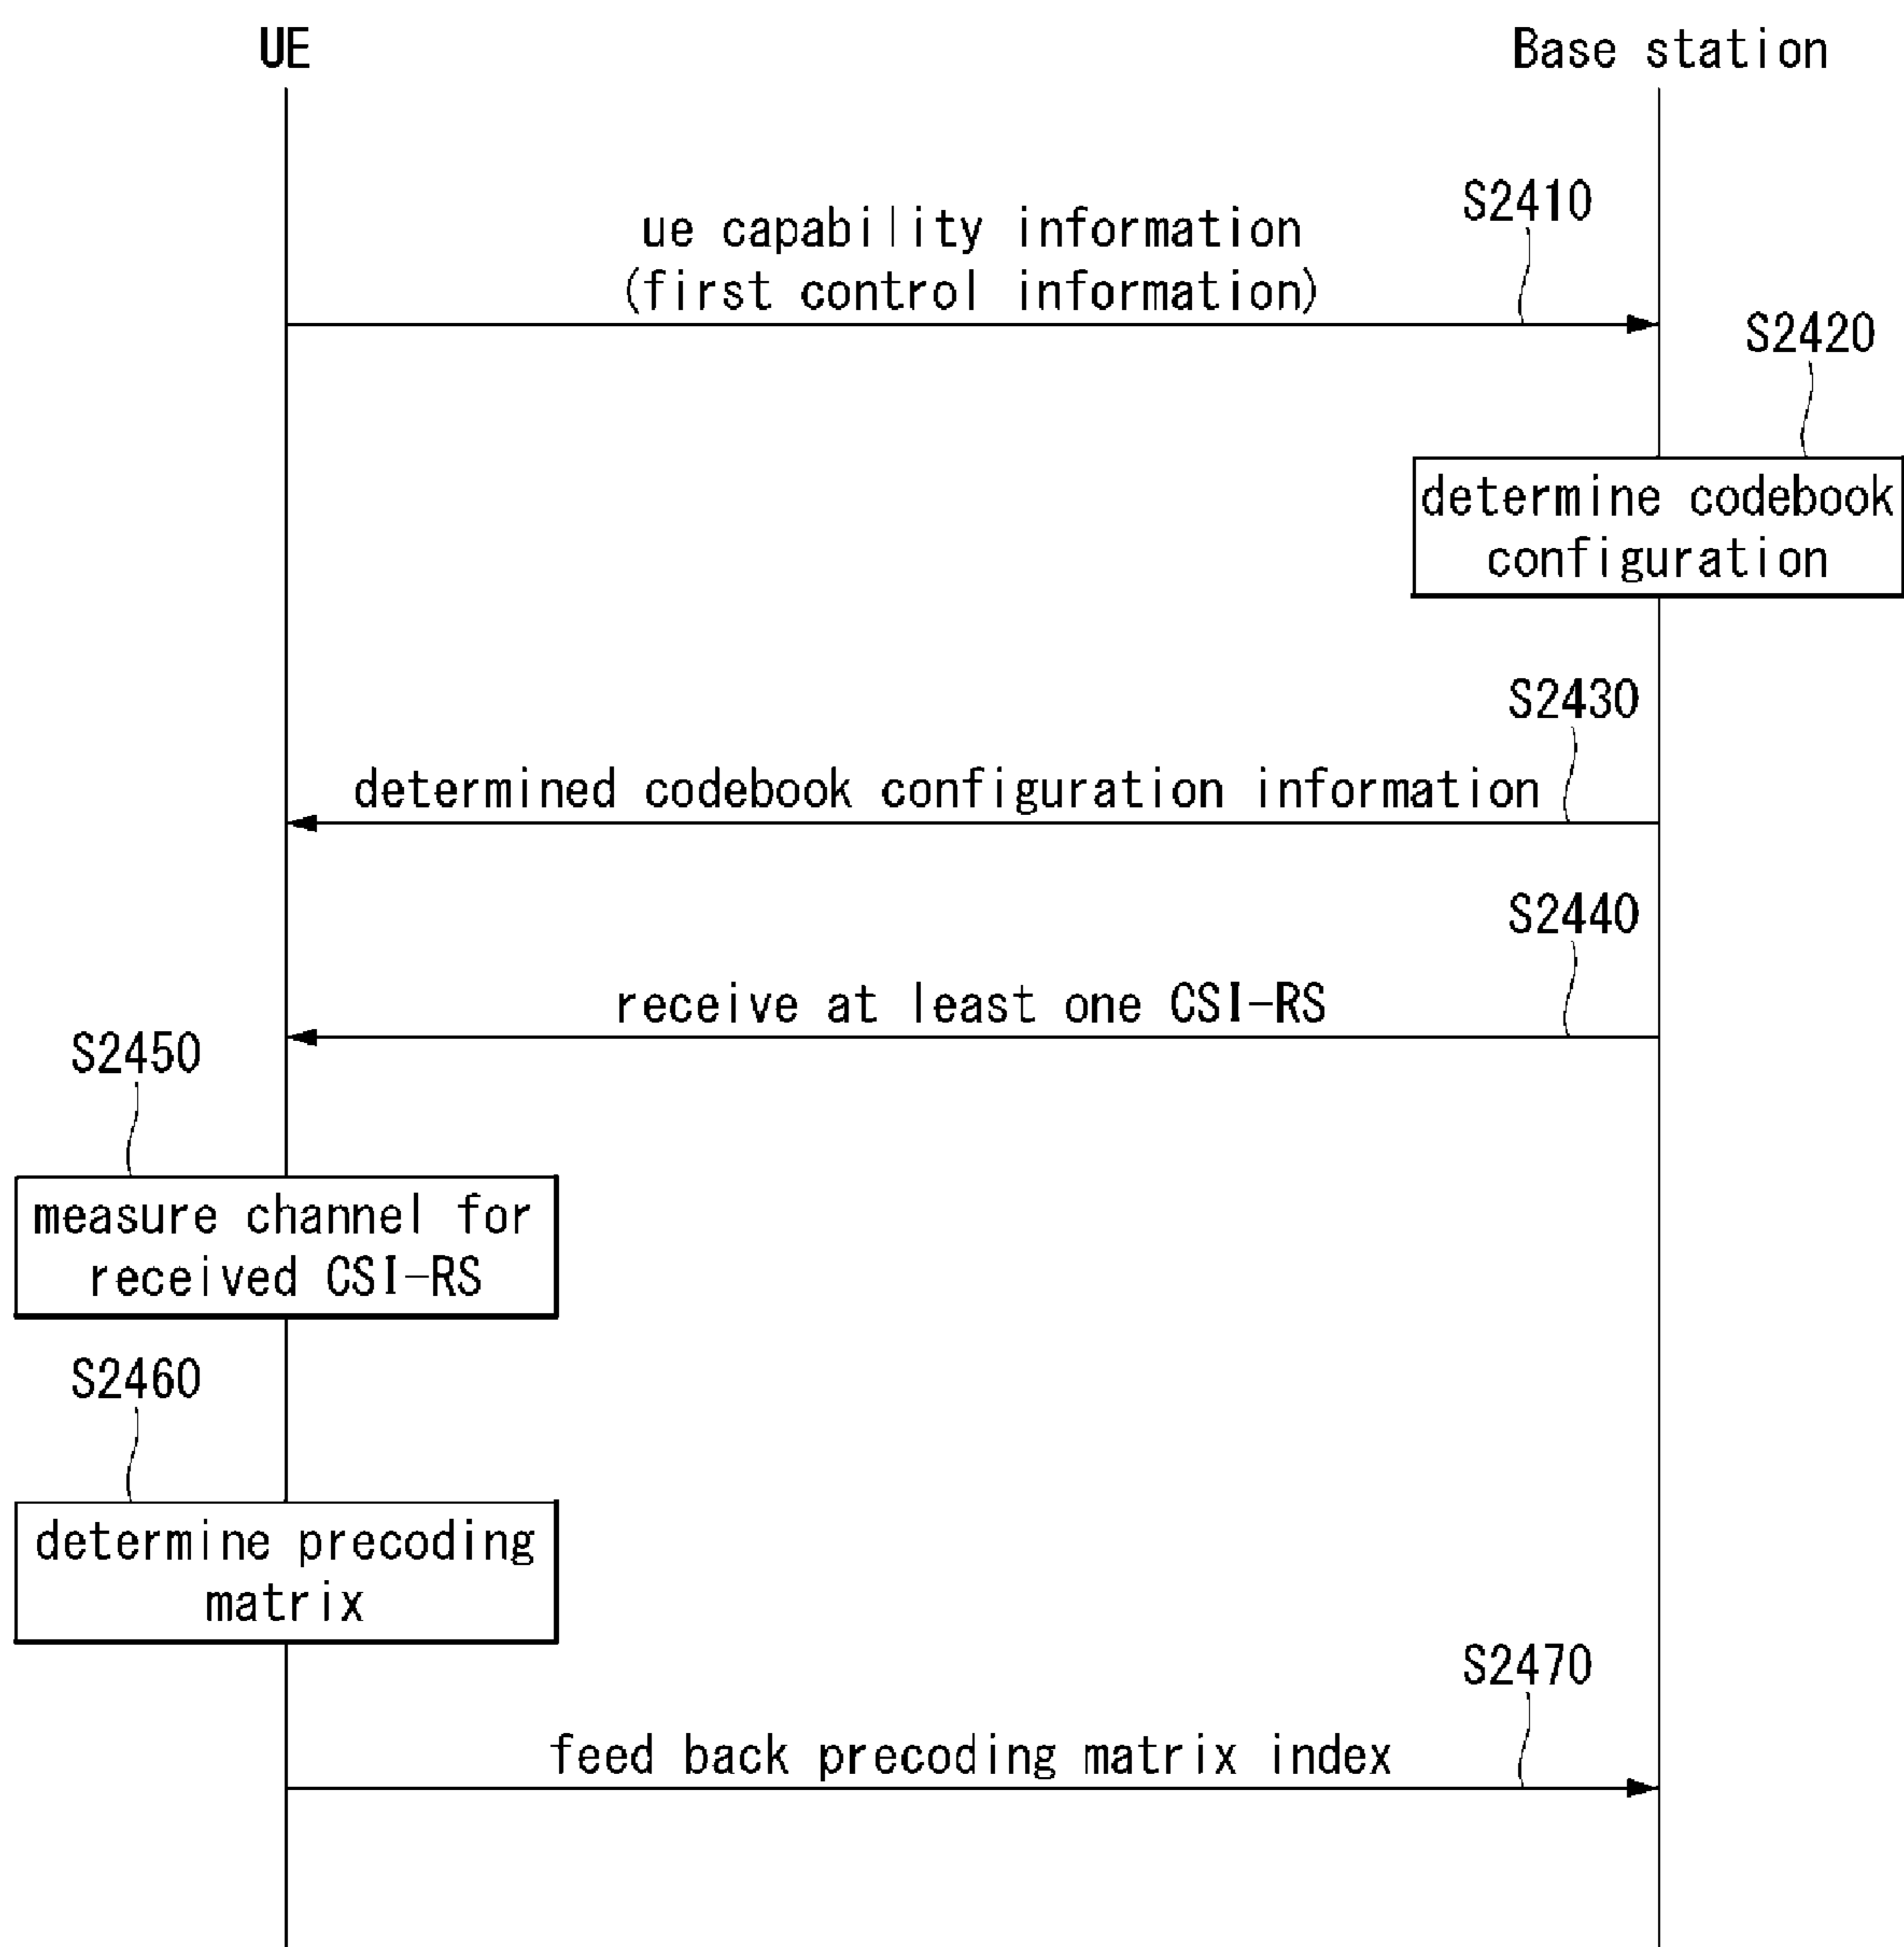 UE
Base station
S2410
ue capability information
(first control information)
S2420
determine codebook
configuration
S2430
determined codebook configuration information
S2440
receive at least one CSI-RS
S2450
measure channel for
received CSI-RS
S2460
determine precoding
matrix
S2470
feed back precoding matrix index